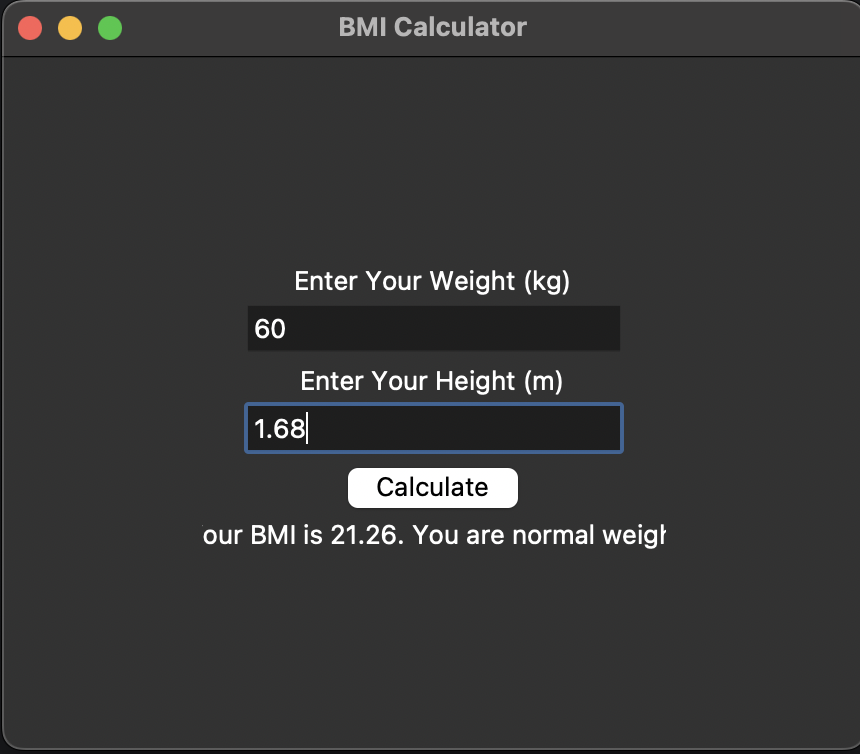 BMI Calculator
Enter Your Weight (kg)
60
Enter Your Height (m)
1.68
Calculate
our BMI is 21.26. You are normal weigh